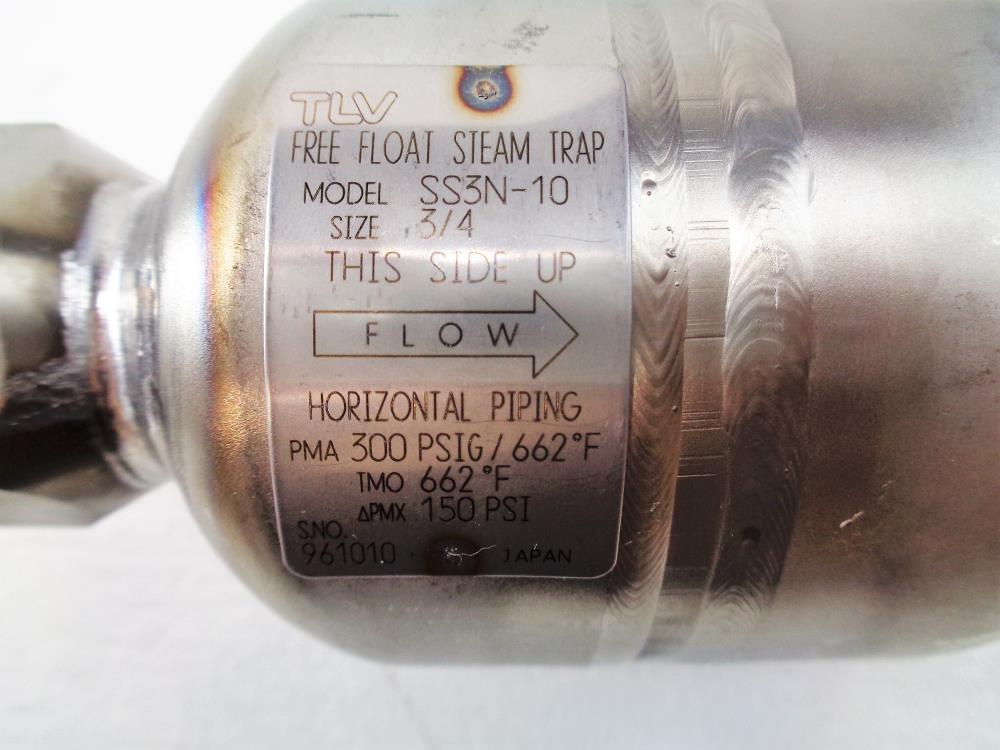 TLV
FREE FLOAT STEAM TRAP
MODEL SS3N-10
SIZE 3/4
THIS SIDE UP
FLOW
HORIZONTAL PIPING
PMA 300 PSIG/662°F
TMO 662°F
ΔPMX 150 PSI
S.NO.
961010 JAPAN